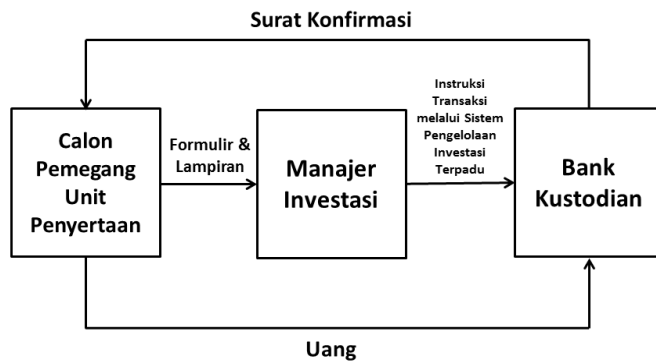 Surat Konfirmasi
Calon
Pemegang
Unit
Penyertaan
Formulir &
Lampiran
Manajer
Investasi
Instruksi
Transaksi
melalui Sistem
Pengelolaan
Investasi
Terpadu
Bank
Kustodian
Uang